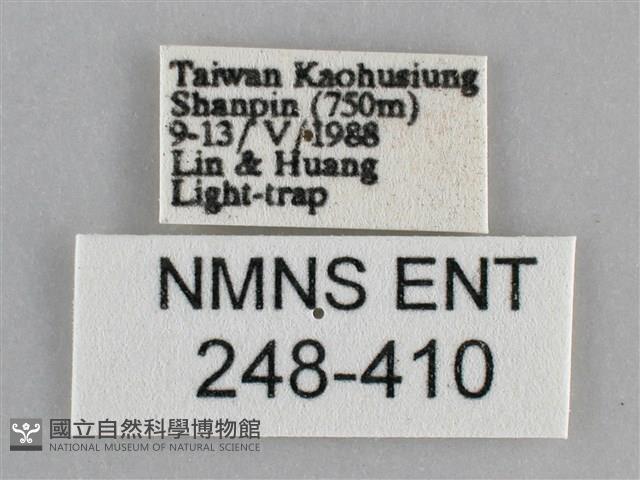 Taiwan Kaohusiung
Shanpin (750m)
9-13/ V/ 1988
Lin & Huang
Light-trap
NMNS ENT
248-410
國立自然科學博物館
NATIONAL MUSEUM OF NATURAL SCIENCE